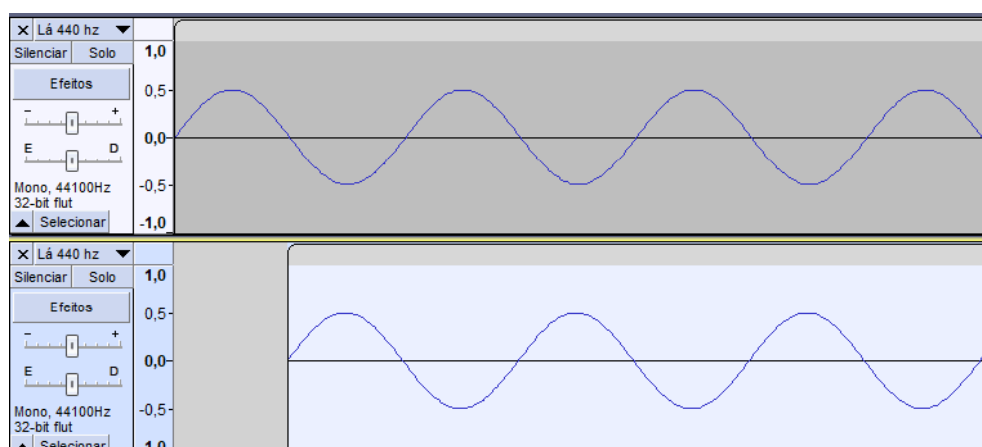 × Lá 440 hz ▼
Silenciar Solo
Efeitos
- +
E D
Mono, 44100Hz
32-bit flut
▲ Selecionar
1,0
0,5-
0,0-
-0,5-
-1,0
× Lá 440 hz ▼
Silenciar Solo
Efeitos
- +
E D
Mono, 44100Hz
32-bit flut
▲ Selecionar
1,0
0,5-
0,0-
-0,5-